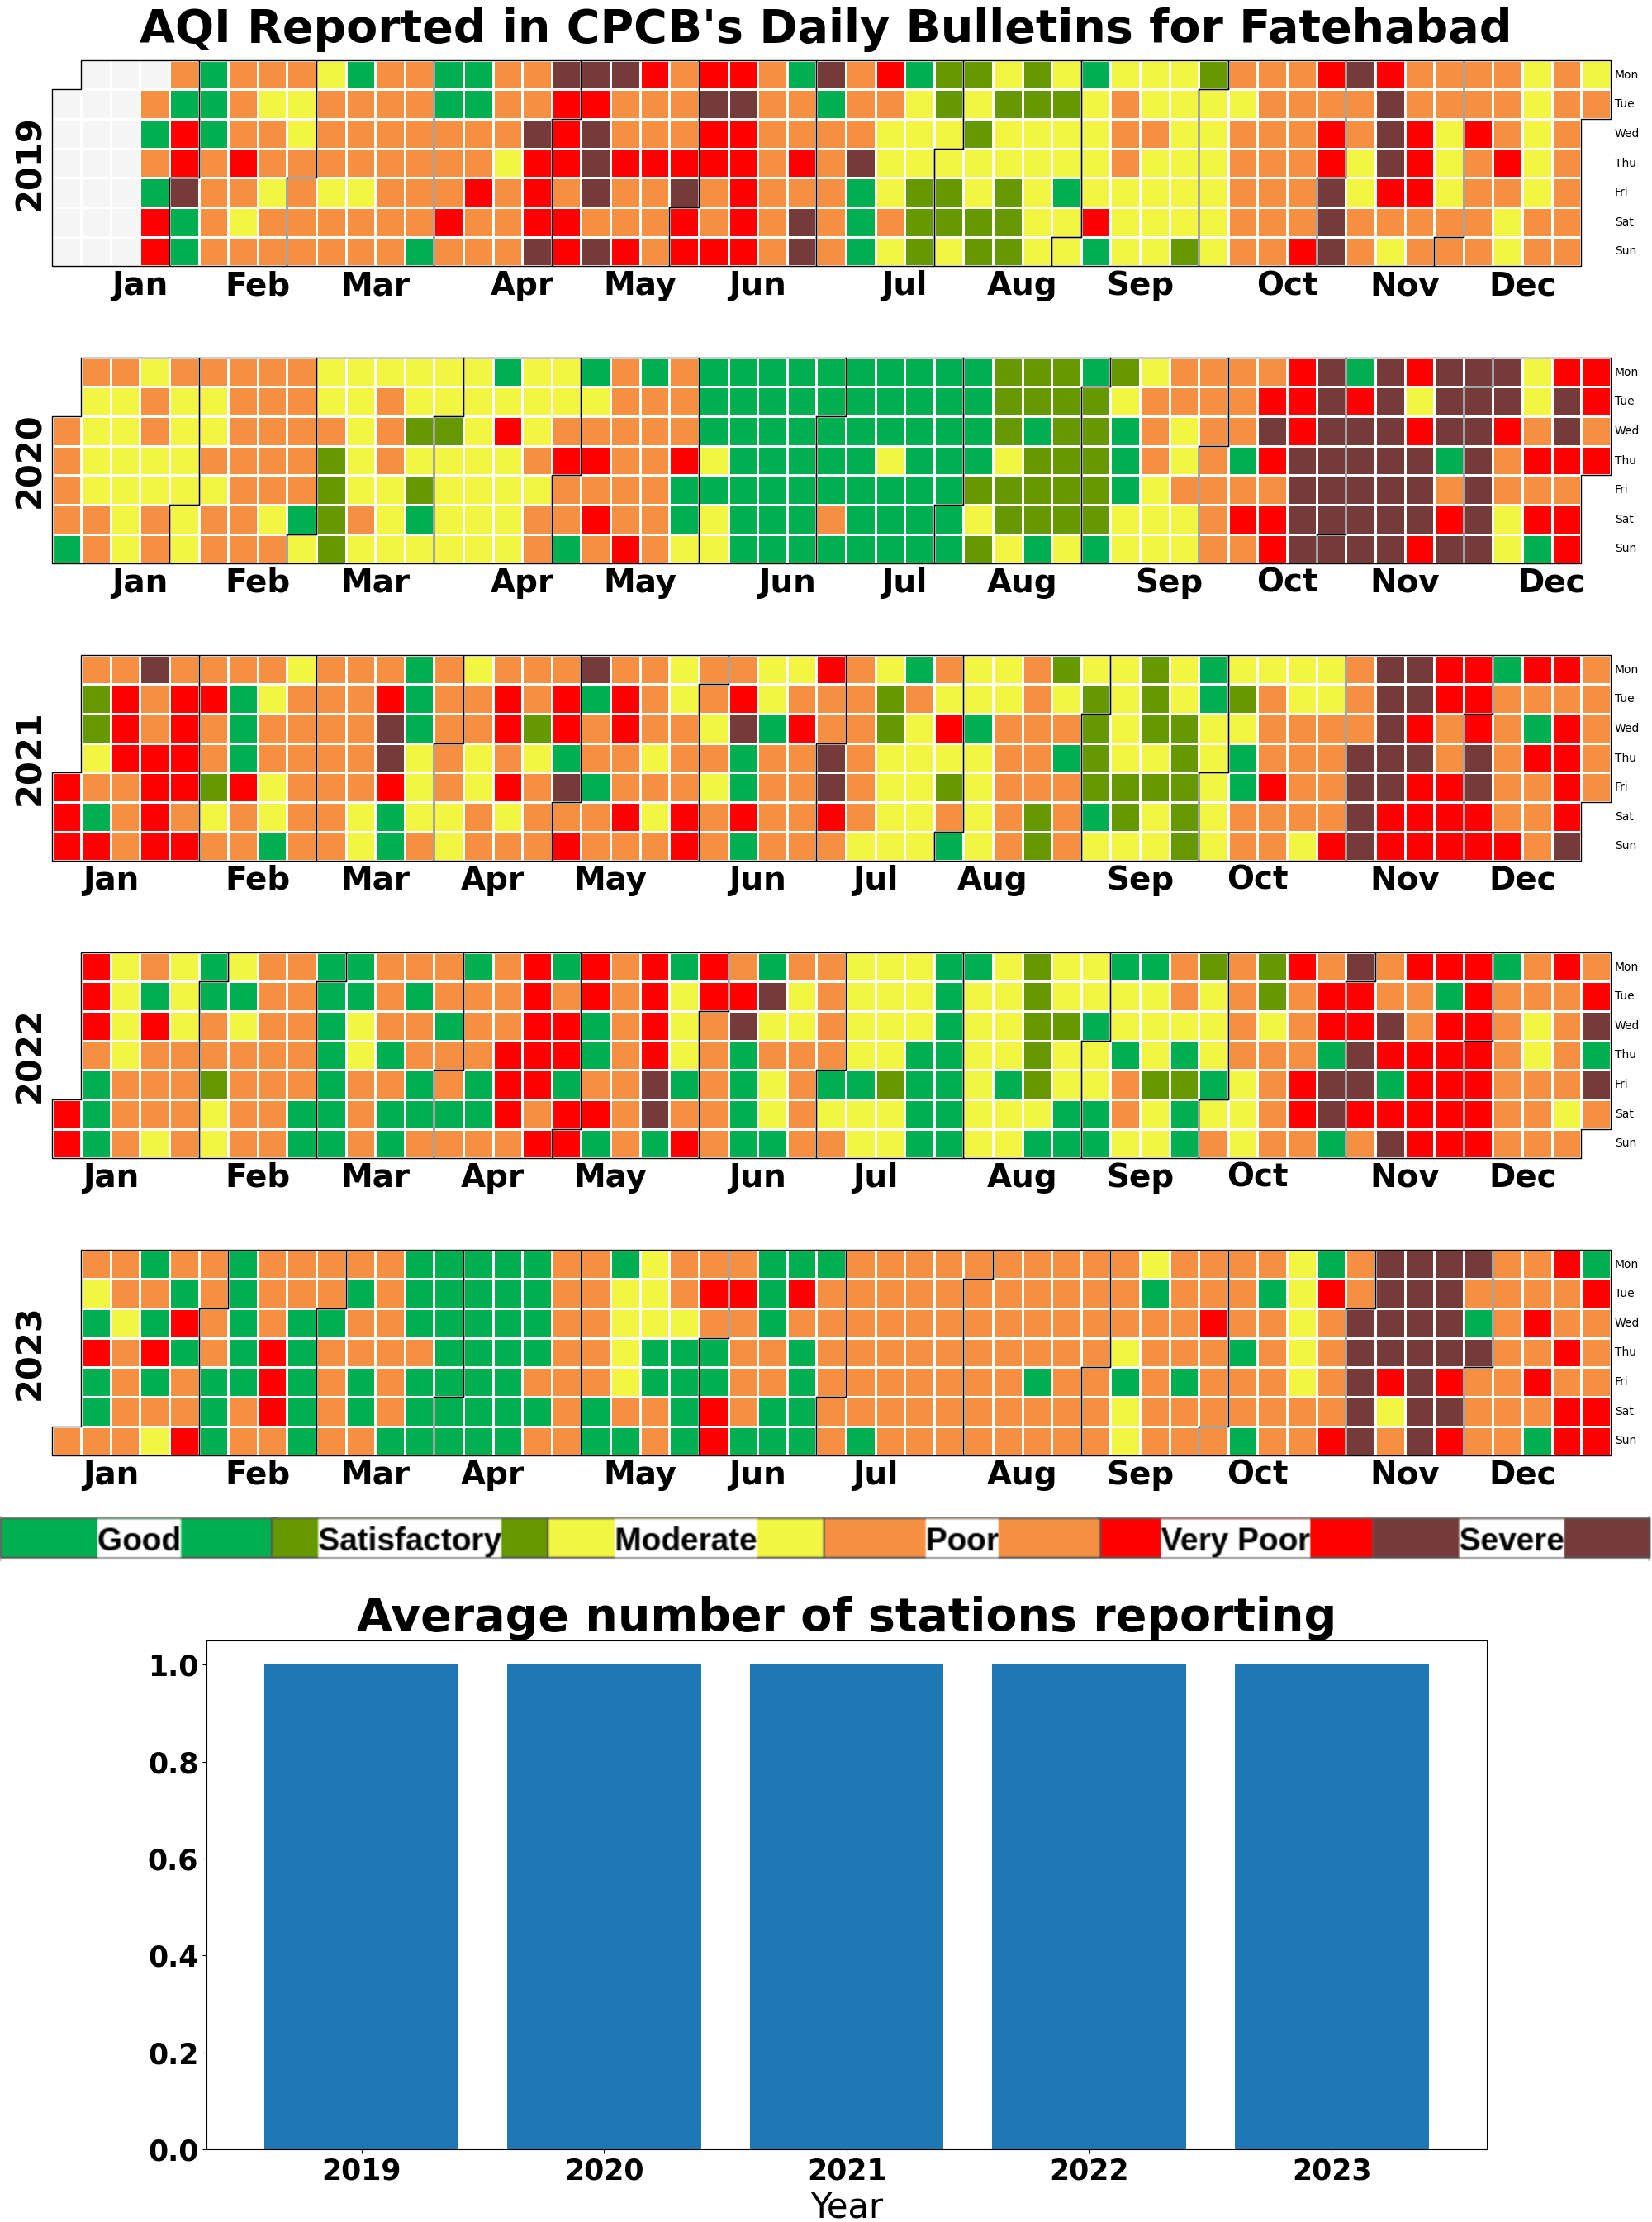 AQI Reported in CPCB's Daily Bulletins for Fatehabad
2019
Mon
Tue
Wed
Thu
Fri
Sat
Sun
Jan Feb Mar Apr May Jun Jul Aug Sep Oct Nov Dec
2020
Mon
Tue
Wed
Thu
Fri
Sat
Sun
Jan Feb Mar Apr May Jun Jul Aug Sep Oct Nov Dec
2021
Mon
Tue
Wed
Thu
Fri
Sat
Sun
Jan Feb Mar Apr May Jun Jul Aug Sep Oct Nov Dec
2022
Mon
Tue
Wed
Thu
Fri
Sat
Sun
Jan Feb Mar Apr May Jun Jul Aug Sep Oct Nov Dec
2023
Mon
Tue
Wed
Thu
Fri
Sat
Sun
Jan Feb Mar Apr May Jun Jul Aug Sep Oct Nov Dec
Good Satisfactory Moderate Poor Very Poor Severe
Average number of stations reporting
1.0
0.8
0.6
0.4
0.2
0.0
2019 2020 2021 2022 2023
Year